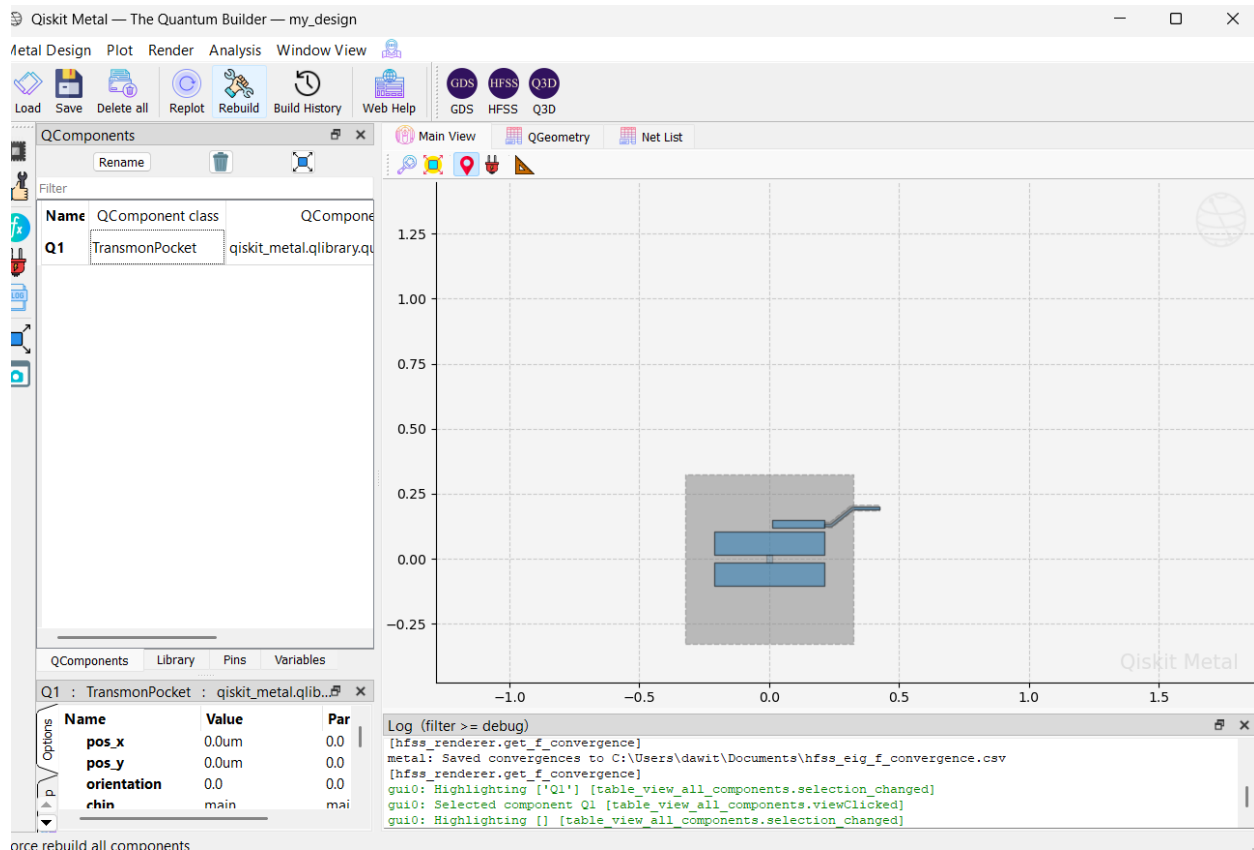 Qiskit Metal — The Quantum Builder — my_design
Metal Design Plot Render Analysis Window View
Load Save Delete all Replot Rebuild Build History Web Help GDS GDS HFSS HFSS Q3D Q3D
QComponents
Main View QGeometry Net List
Rename
Filter
Name QComponent class QCompone
Q1 TransmonPocket qiskit_metal.qlibrary.qu
LOG
1.25
1.00
0.75
0.50
0.25
0.00
−0.25
−1.0 −0.5 0.0 0.5 1.0 1.5
Qiskit Metal
QComponents Library Pins Variables
Q1 : TransmonPocket : qiskit_metal.qlib...
Options
Name Value Par
pos_x 0.0um 0.0
pos_y 0.0um 0.0
orientation 0.0 0.0
chip main mai
Log (filter >= debug)
[hfss_renderer.get_f_convergence]
metal: Saved convergences to C:\Users\dawit\Documents\hfss_eig_f_convergence.csv
[hfss_renderer.get_f_convergence]
gui0: Highlighting ['Q1'] [table_view_all_components.selection_changed]
gui0: Selected component Q1 [table_view_all_components.viewClicked]
gui0: Highlighting [] [table_view_all_components.selection_changed]
orce rebuild all components